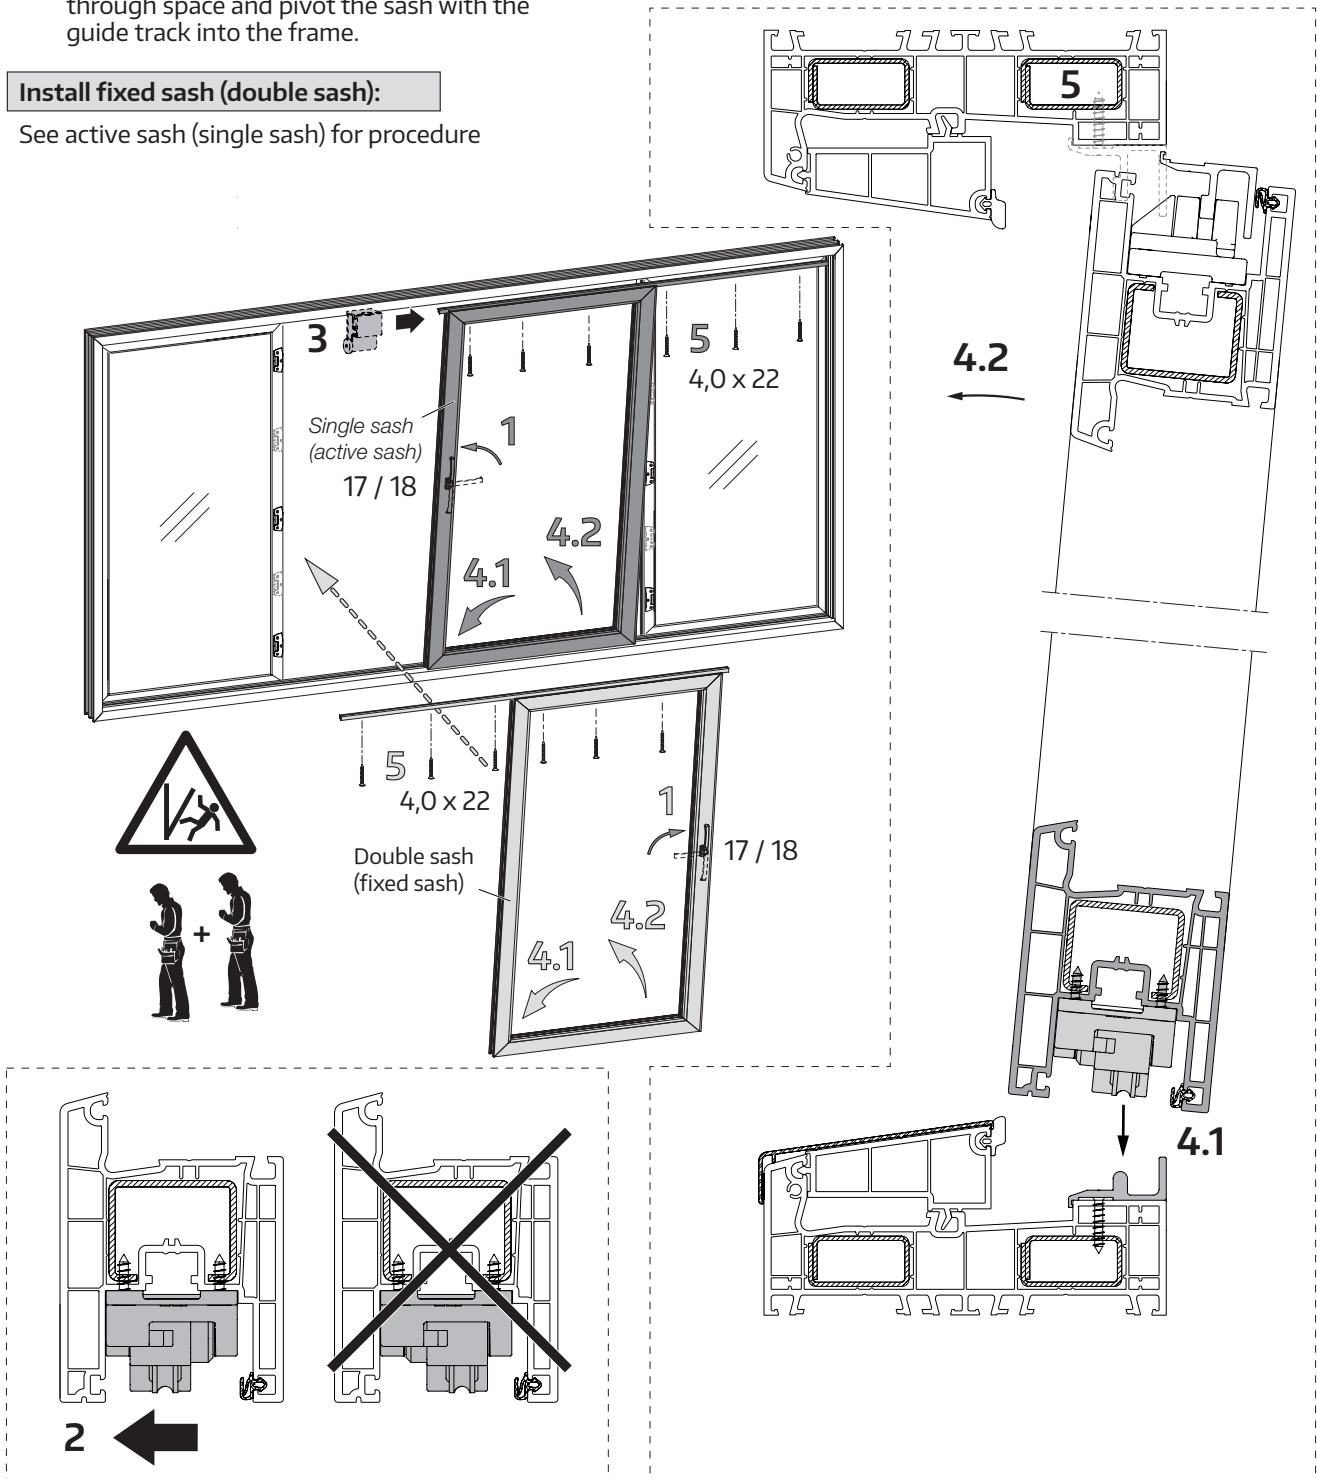 through space and pivot the sash with the
guide track into the frame.
Install fixed sash (double sash):
See active sash (single sash) for procedure
5
3
5
4,0 x 22
4.2
Single sash
(active sash)
17 / 18
1
4.2
4.1
5
4,0 x 22
1
17 / 18
Double sash
(fixed sash)
4.2
4.1
+
4.1
2